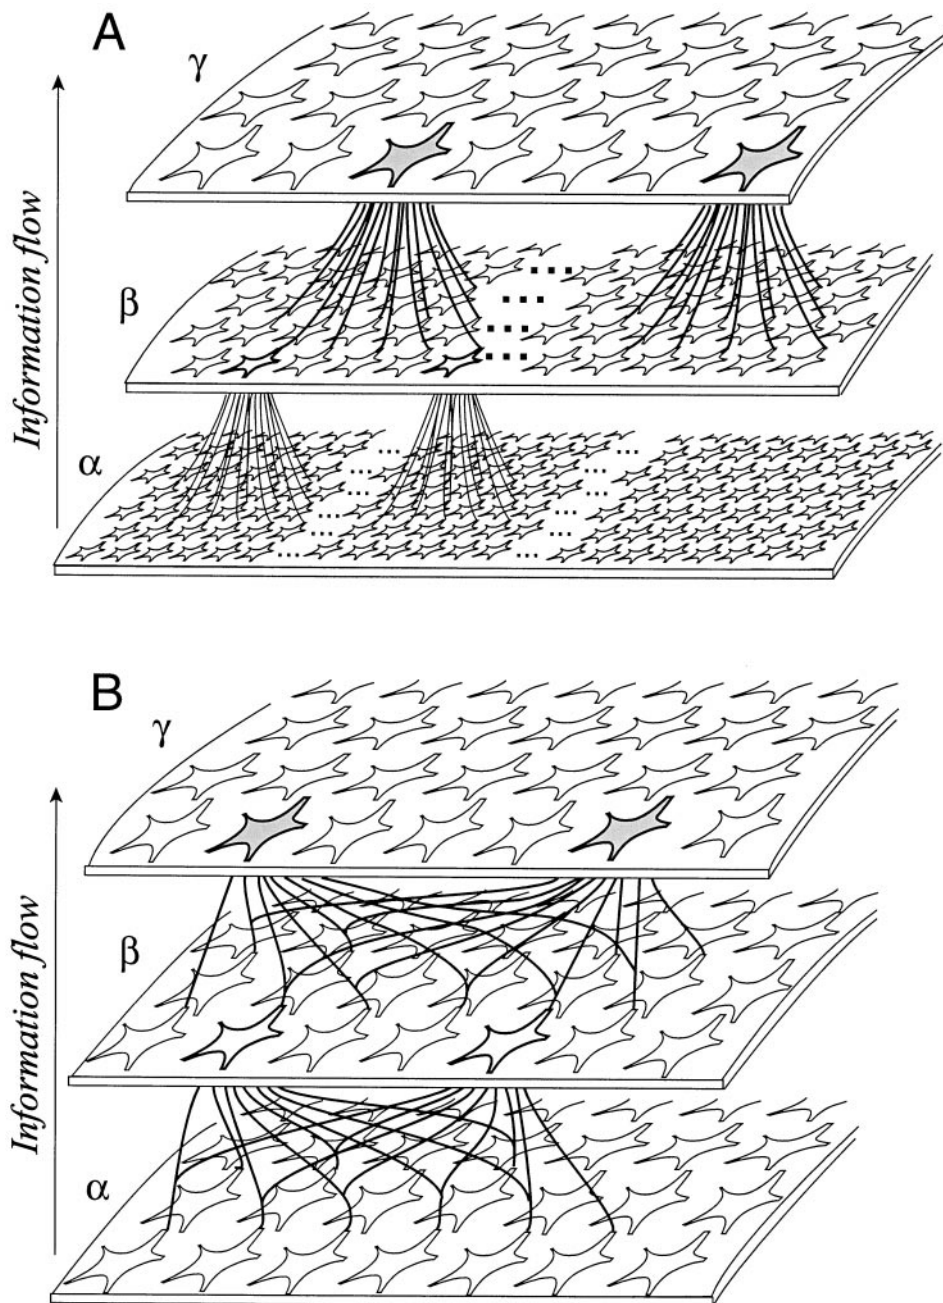 A
γ
β
α
Information flow
B
γ
β
α
Information flow